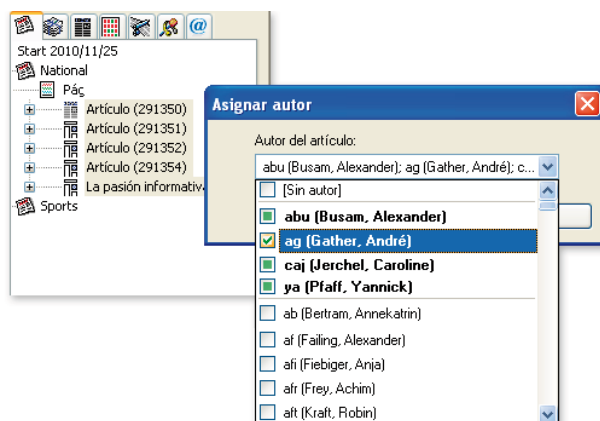 @
Start 2010/11/25
National
Pág
Artículo (291350)
Artículo (291351)
Artículo (291352)
Artículo (291354)
La pasión informativ
Sports
Asignar autor
Autor del artículo:
abu (Busam, Alexander); ag (Gather, André); c...
[Sin autor]
abu (Busam, Alexander)
ag (Gather, André)
caj (Jerchel, Caroline)
ya (Pfaff, Yannick)
ab (Bertram, Annekatrin)
af (Failing, Alexander)
afi (Fiebiger, Anja)
afr (Frey, Achim)
aft (Kraft, Robin)